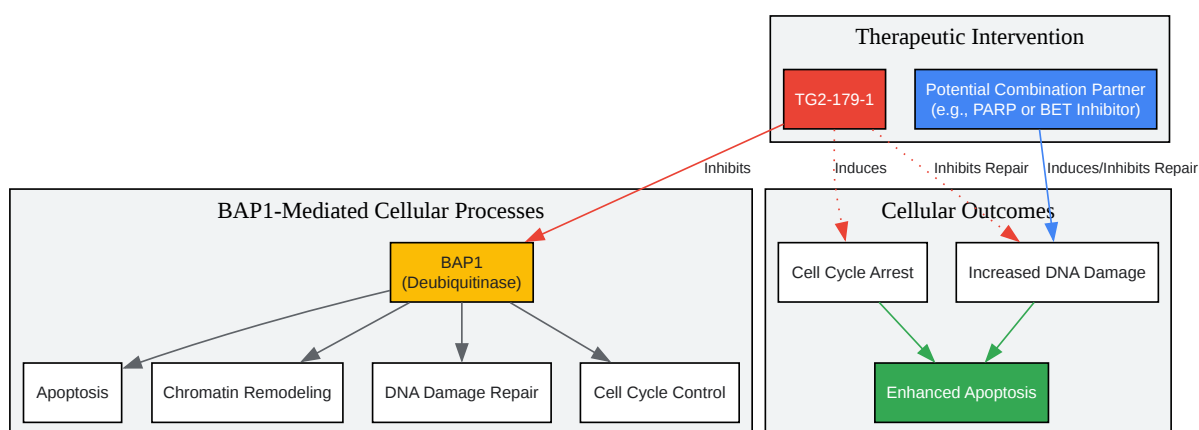 Therapeutic Intervention
TG2-179-1
Potential Combination Partner
(e.g., PARP or BET Inhibitor)
Inhibits
Induces
Inhibits Repair
Induces/Inhibits Repair
BAP1-Mediated Cellular Processes
BAP1
(Deubiquitinase)
Apoptosis
Chromatin Remodeling
DNA Damage Repair
Cell Cycle Control
Cellular Outcomes
Cell Cycle Arrest
Increased DNA Damage
Enhanced Apoptosis